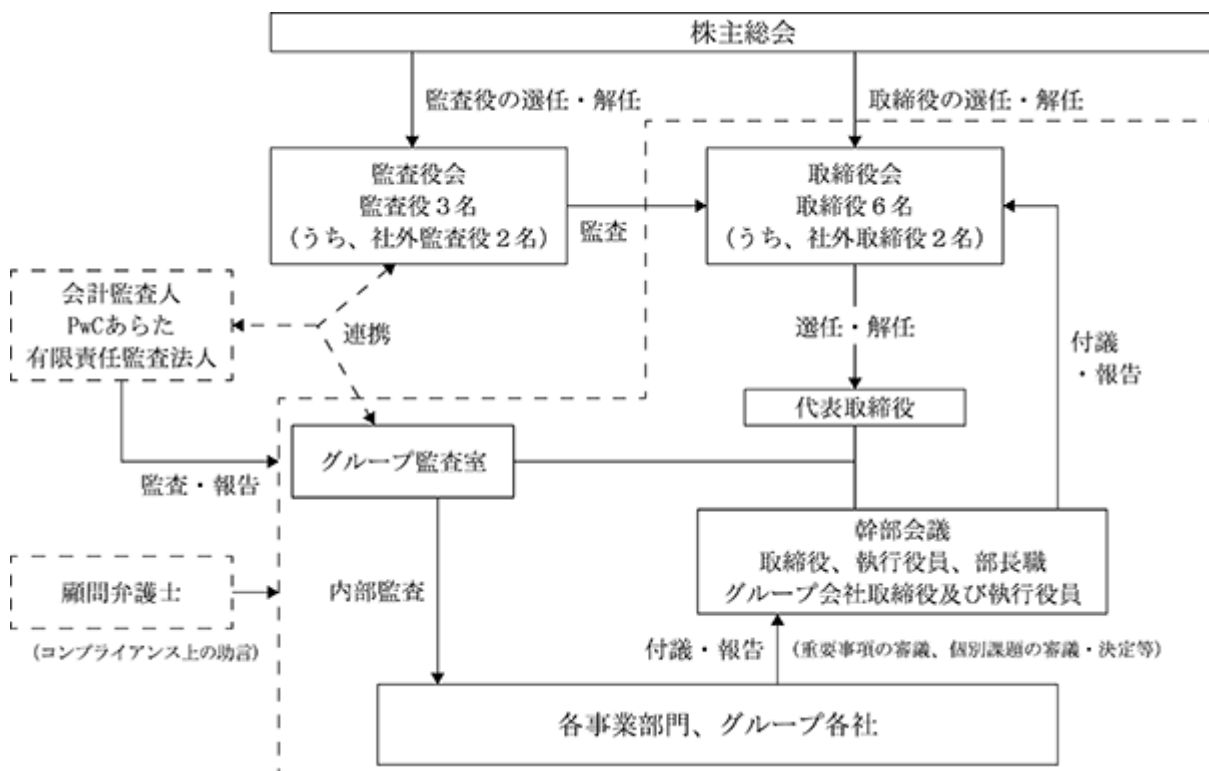 株主総会
監査役の選任・解任
取締役の選任・解任
監査役会
監査役３名
（うち、社外監査役２名）
監査
取締役会
取締役６名
（うち、社外取締役２名）
会計監査人
PwCあらた
有限責任監査法人
連携
選任・解任
付議
・報告
代表取締役
グループ監査室
監査・報告
幹部会議
取締役、執行役員、部長職
グループ会社取締役及び執行役員
顧問弁護士
（コンプライアンス上の助言）
内部監査
付議・報告
（重要事項の審議、個別課題の審議・決定等）
各事業部門、グループ各社